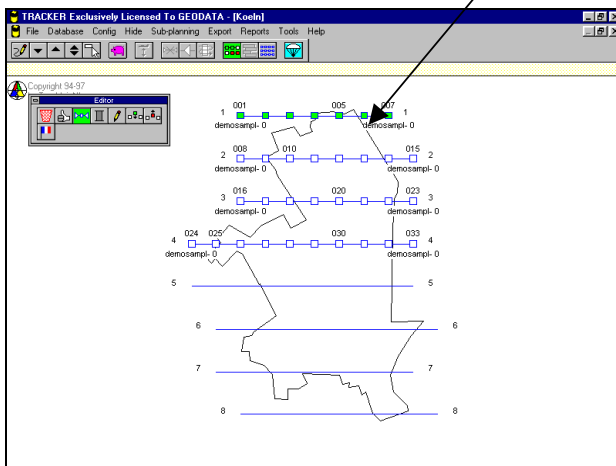 TRACKER Exclusively Licensed To GEODATA - [Koeln]
File Database Config Hide Sub-planning Export Reports Tools Help
Copyright 94-97
Editor
001 005 007
1 1
demosampl- 0 demosampl- 0
2 008 010 015 2
demosampl- 0 demosampl- 0
3 016 020 023 3
demosampl- 0 demosampl- 0
024 025 030 033
4 4
demosampl- 0 demosampl- 0
5 5
6 6
7 7
8 8